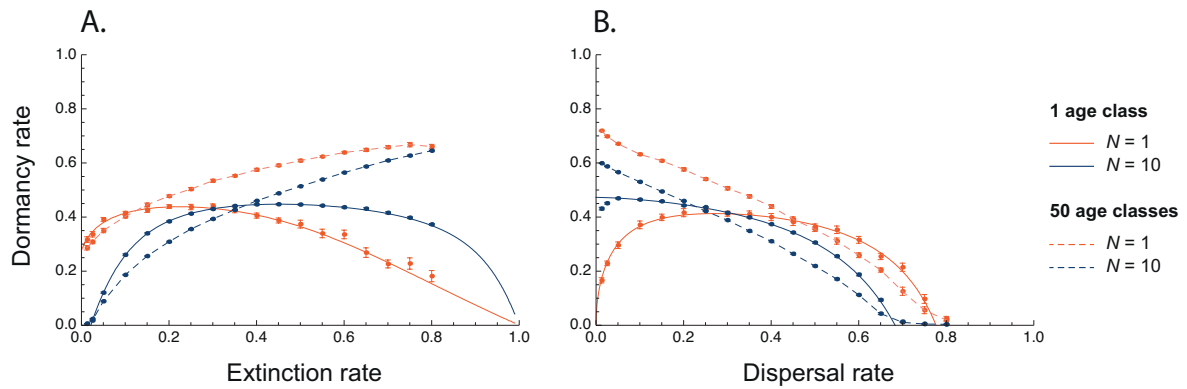 A.
B.
1.0
0.8
0.6
0.4
0.2
0.0
0.0
0.2
0.4
0.6
0.8
1.0
Dormancy rate
Extinction rate
1.0
0.8
0.6
0.4
0.2
0.0
0.0
0.2
0.4
0.6
0.8
1.0
Dispersal rate
1 age class
N = 1
N = 10
50 age classes
N = 1
N = 10